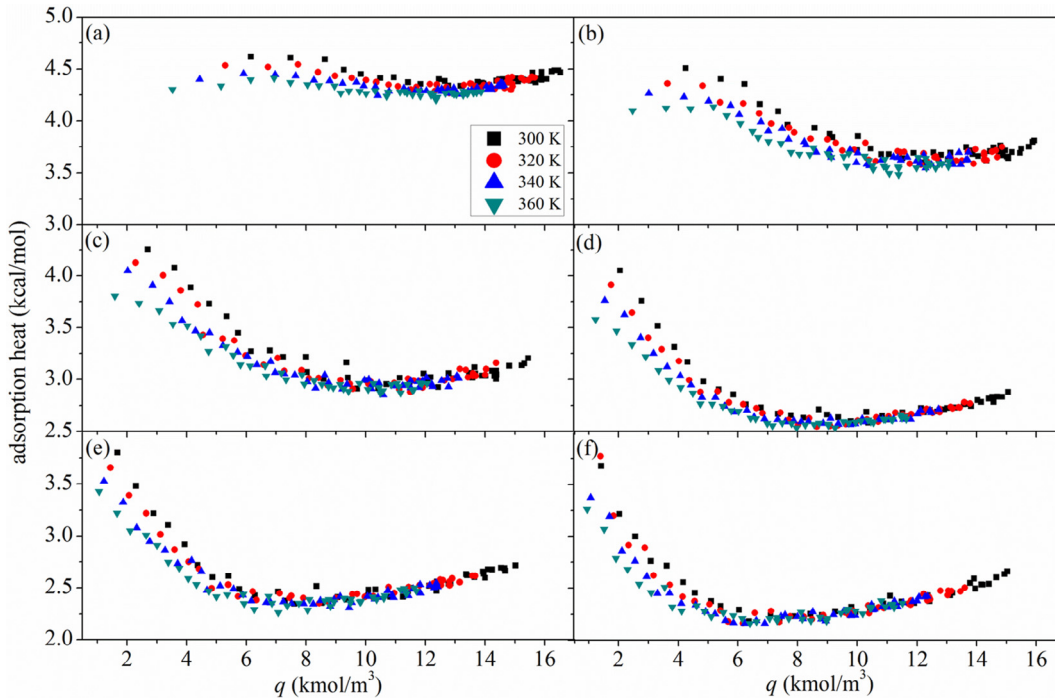 (a)
(b)
5.0
4.5
4.0
3.5
3.0
300 K
320 K
340 K
360 K
(c)
(d)
4.0
3.5
3.0
2.5
adsorption heat (kcal/mol)
(e)
(f)
3.5
3.0
2.5
2.0
2 4 6 8 10 12 14 16
2 4 6 8 10 12 14 16
q (kmol/m³)
q (kmol/m³)